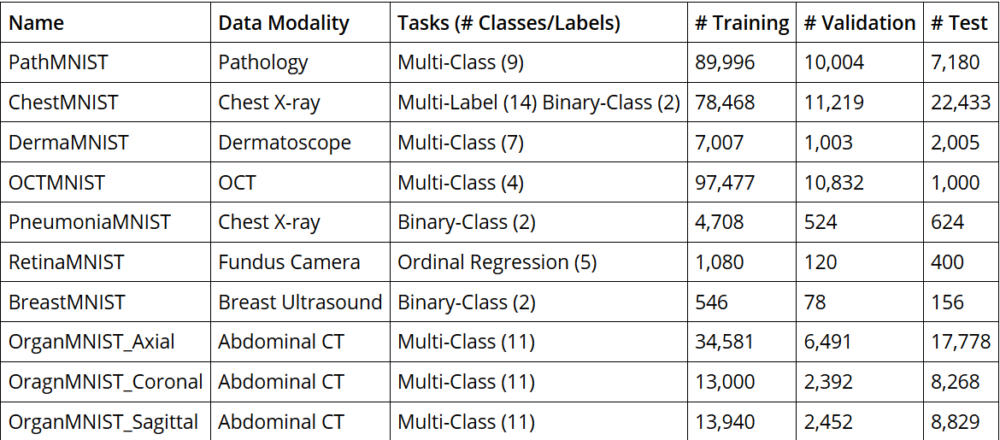 Name Data Modality Tasks (# Classes/Labels) # Training # Validation # Test
PathMNIST Pathology Multi-Class (9) 89,996 10,004 7,180
ChestMNIST Chest X-ray Multi-Label (14) Binary-Class (2) 78,468 11,219 22,433
DermaMNIST Dermatoscope Multi-Class (7) 7,007 1,003 2,005
OCTMNIST OCT Multi-Class (4) 97,477 10,832 1,000
PneumoniaMNIST Chest X-ray Binary-Class (2) 4,708 524 624
RetinaMNIST Fundus Camera Ordinal Regression (5) 1,080 120 400
BreastMNIST Breast Ultrasound Binary-Class (2) 546 78 156
OrganMNIST_Axial Abdominal CT Multi-Class (11) 34,581 6,491 17,778
OragnMNIST_Coronal Abdominal CT Multi-Class (11) 13,000 2,392 8,268
OrganMNIST_Sagittal Abdominal CT Multi-Class (11) 13,940 2,452 8,829